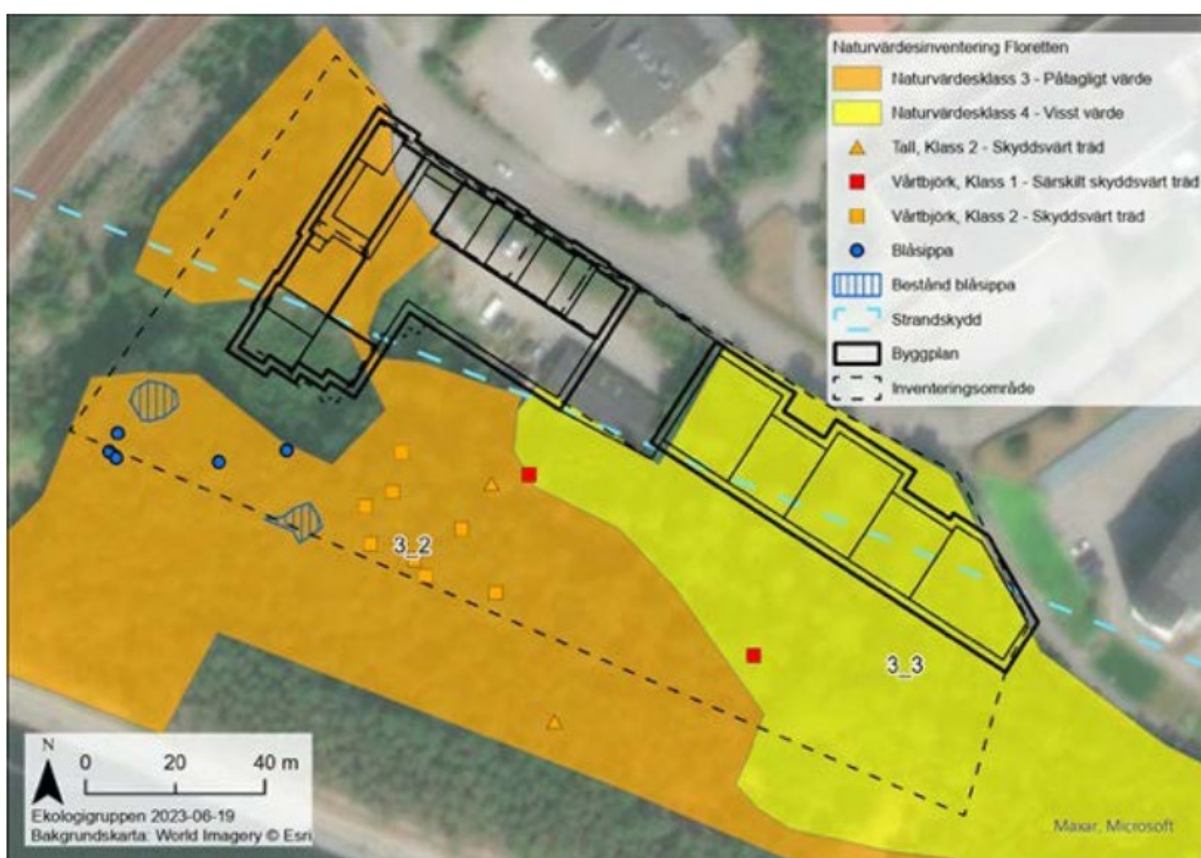 Naturvärdesinventering Floretten
Naturvärdesklass 3 - Påtagligt värde
Naturvärdesklass 4 - Visst värde
Tall, Klass 2 - Skyddsvärt träd
Vårtbjörk, Klass 1 - Särskilt skyddsvärt träd
Vårtbjörk, Klass 2 - Skyddsvärt träd
Blåsippa
Bestånd blåsippa
Strandskydd
Byggplan
Inventeringsområde
3_2
3_3
N
0 20 40 m
Ekologigruppen 2023-06-19
Bakgrundskarta: World Imagery © Esri
Maxar, Microsoft